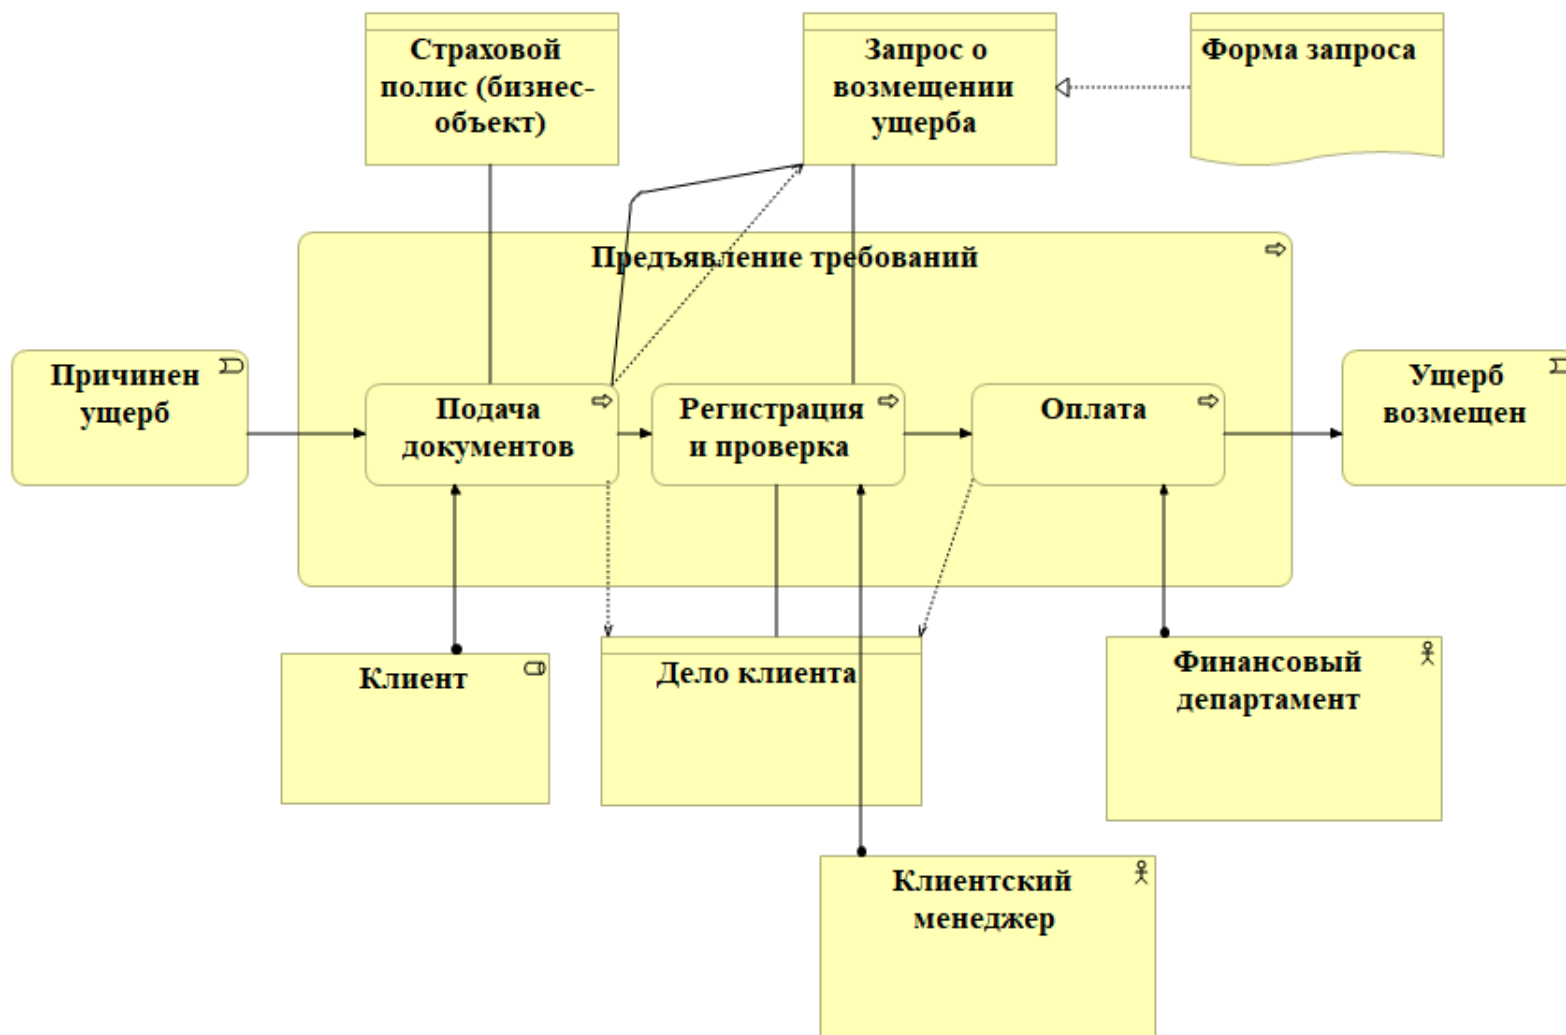 Страховой
полис (бизнес-
объект)
Запрос о
возмещении
ущерба
Форма запроса
Предъявление требований
Причинен
ущерб
Подача
документов
Регистрация
и проверка
Оплата
Ущерб
возмещен
Клиент
Дело клиента
Финансовый
департамент
Клиентский
менеджер